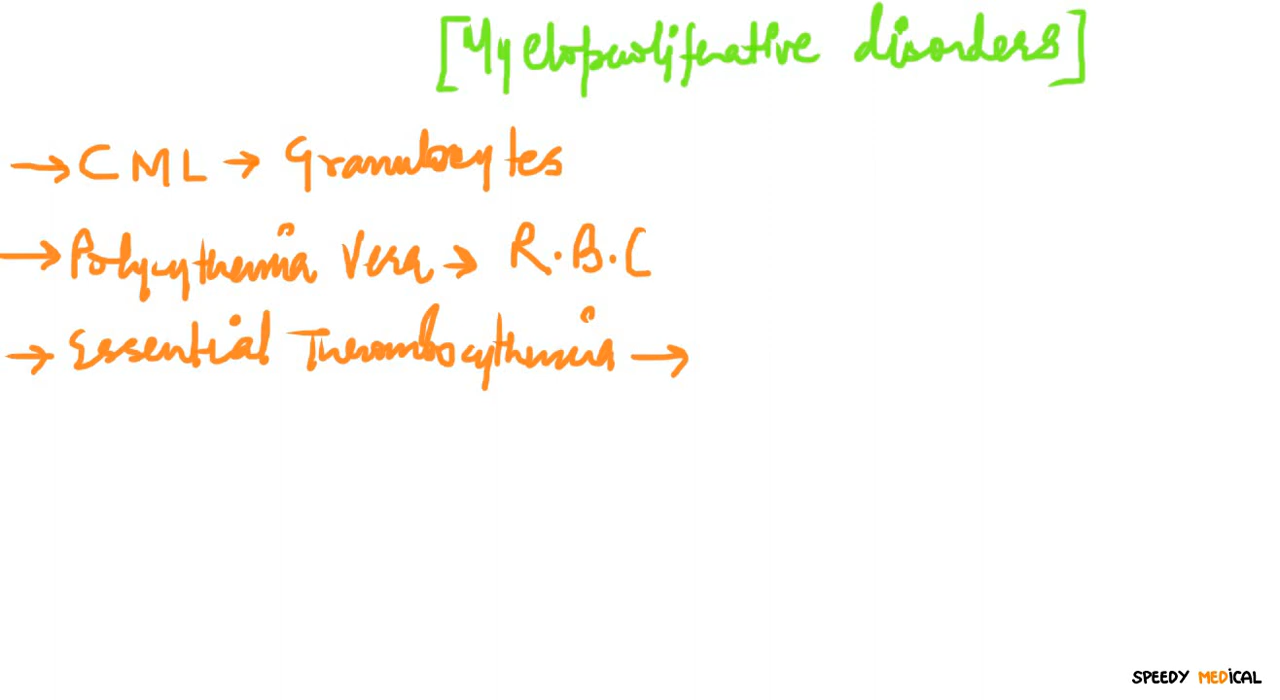 [Myeloproliferative disorders]
→ CML → Granulocytes
→ Polycythemia Vera → R.B.C
→ Essential Thrombocythemia →
SPEEDY MEDICAL